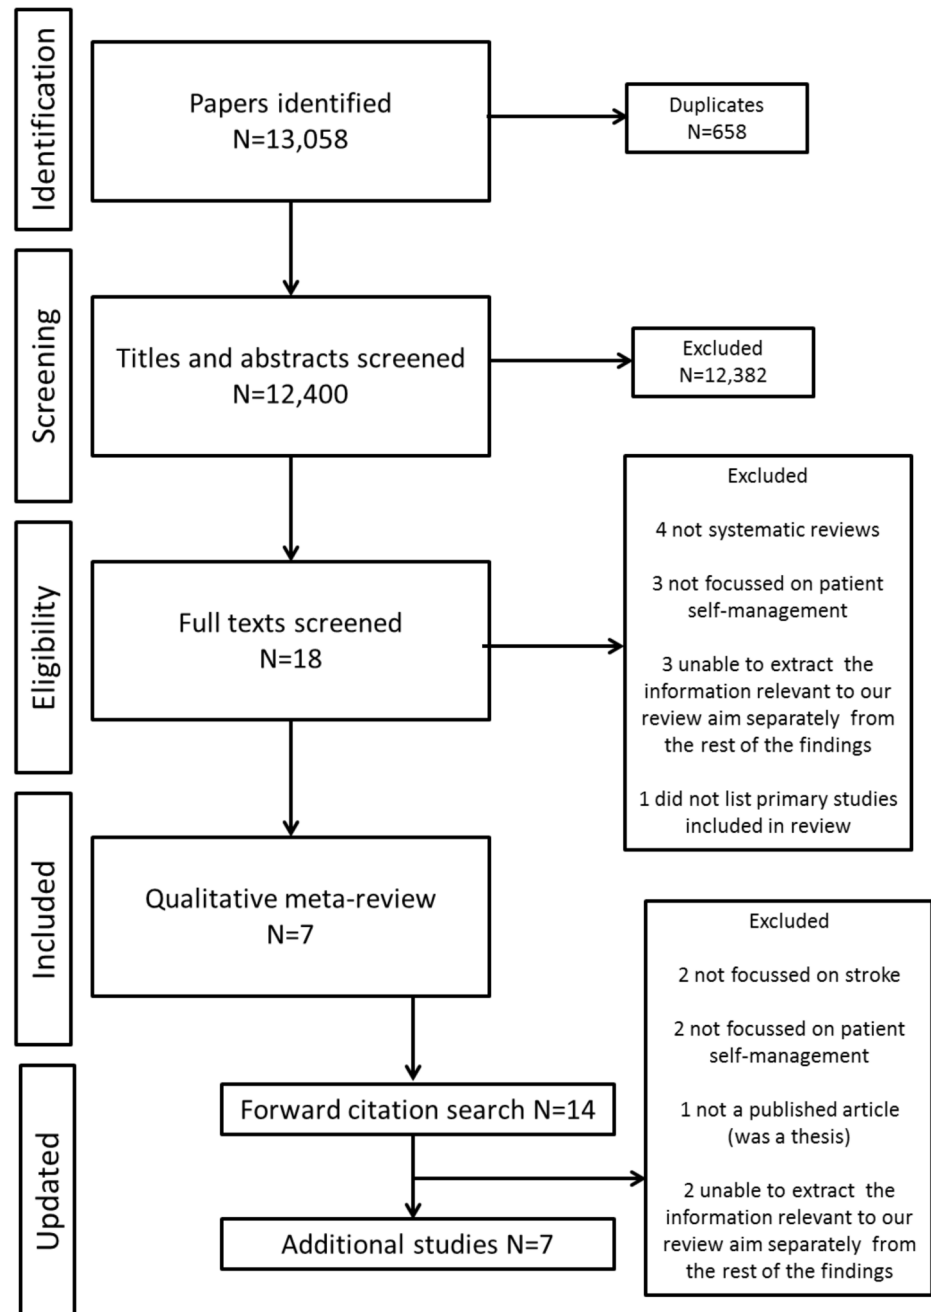 Identification
Papers identified
N=13,058
Duplicates
N=658
Screening
Titles and abstracts screened
N=12,400
Excluded
N=12,382
Eligibility
Full texts screened
N=18
Excluded
4 not systematic reviews
3 not focussed on patient
self-management
3 unable to extract the
information relevant to our
review aim separately from
the rest of the findings
1 did not list primary studies
included in review
Included
Qualitative meta-review
N=7
Updated
Forward citation search N=14
Excluded
2 not focussed on stroke
2 not focussed on patient
self-management
1 not a published article
(was a thesis)
2 unable to extract the
information relevant to our
review aim separately from
the rest of the findings
Additional studies N=7